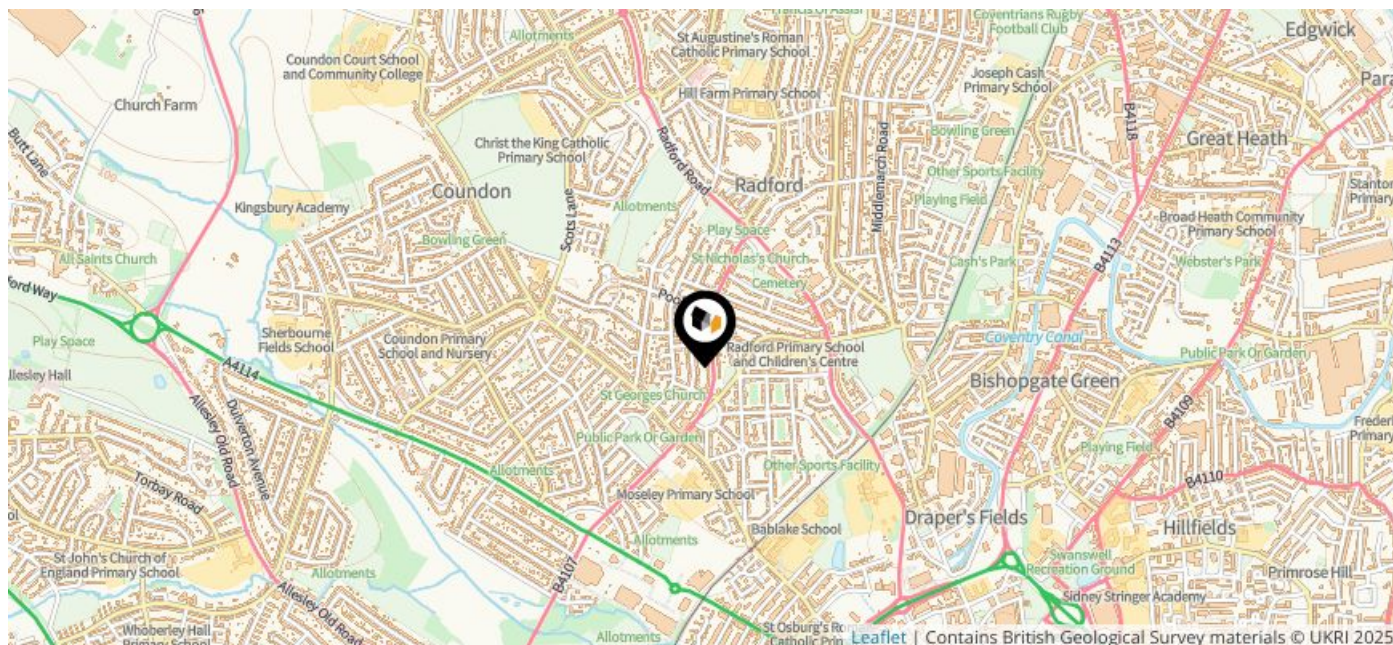 Coventrians Rugby
Football Club
Edgwick
Allotments
St Augustine's Roman
Catholic Primary School
Coundon Court School
and Community College
Joseph Cash
Primary School
Church Farm
Hill Farm Primary School
Butt Lane
100
Christ the King Catholic
Primary School
Radford Road
Middlemarch Road
B4118
Bowling Green
Great Heath
Coundon
Radford
Other Sports Facility
Kingsbury Academy
Allotments
Playing Field
Broad Heath Community
Primary School
Scots Lane
Play Space
Bowling Green
All Saints Church
St Nicholas's Church
Cash's Park
B4113
Webster's Park
Cemetery
Play Space
Sherbourne
Fields School
Coundon Primary
School and Nursery
Radford Primary School
and Children's Centre
Coventry Canal
Public Park Or Garden
A4114
Bishopgate Green
Allesley Old Road
Dulverton Avenue
St Georges Church
B4109
Public Park Or Garden
Playing Field
Allotments
Other Sports Facility
Torbay Road
Moseley Primary School
B4110
Bablake School
Draper's Fields
Hillfields
Allotments
St John's Church of
England Primary School
Allotments
B4107
Swanswell
Recreation Ground
Primrose Hill
Allesley Old Road
Sidney Stringer Academy
Whoberley Hall
Primary School
Allotments
Leaflet | Contains British Geological Survey materials © UKRI 2025